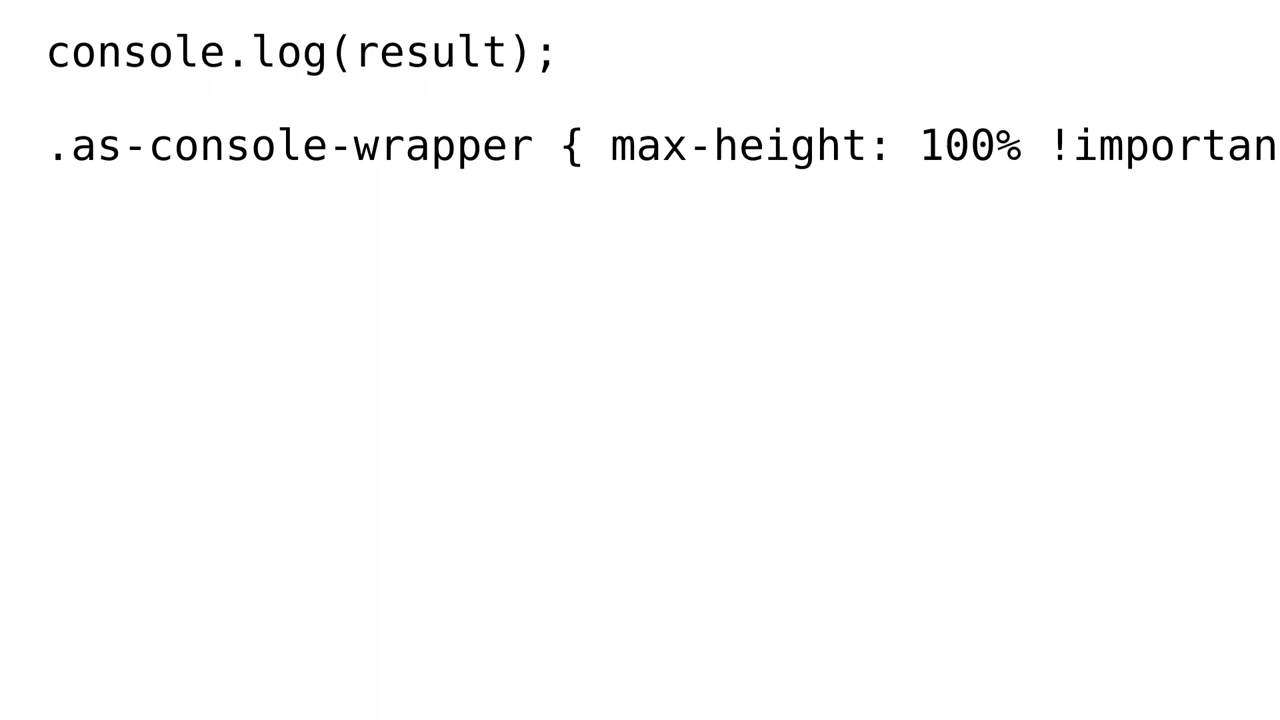 console.log(result);
.as-console-wrapper { max-height: 100% !importan